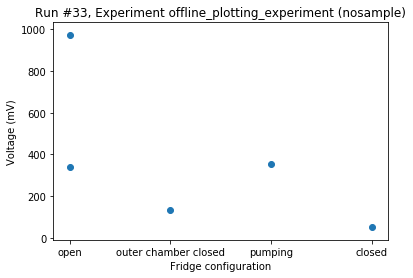 Run #33, Experiment offline_plotting_experiment (nosample)
1000
800
600
400
200
0
Voltage (mV)
open outer chamber closed pumping closed
Fridge configuration